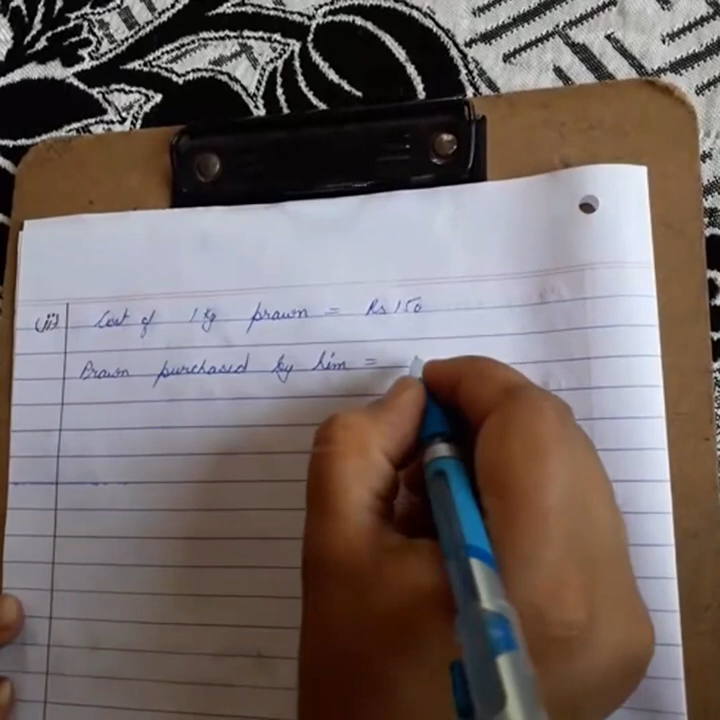 (ii) Cost of 1 kg prawn = Rs 150
Prawn purchased by him =